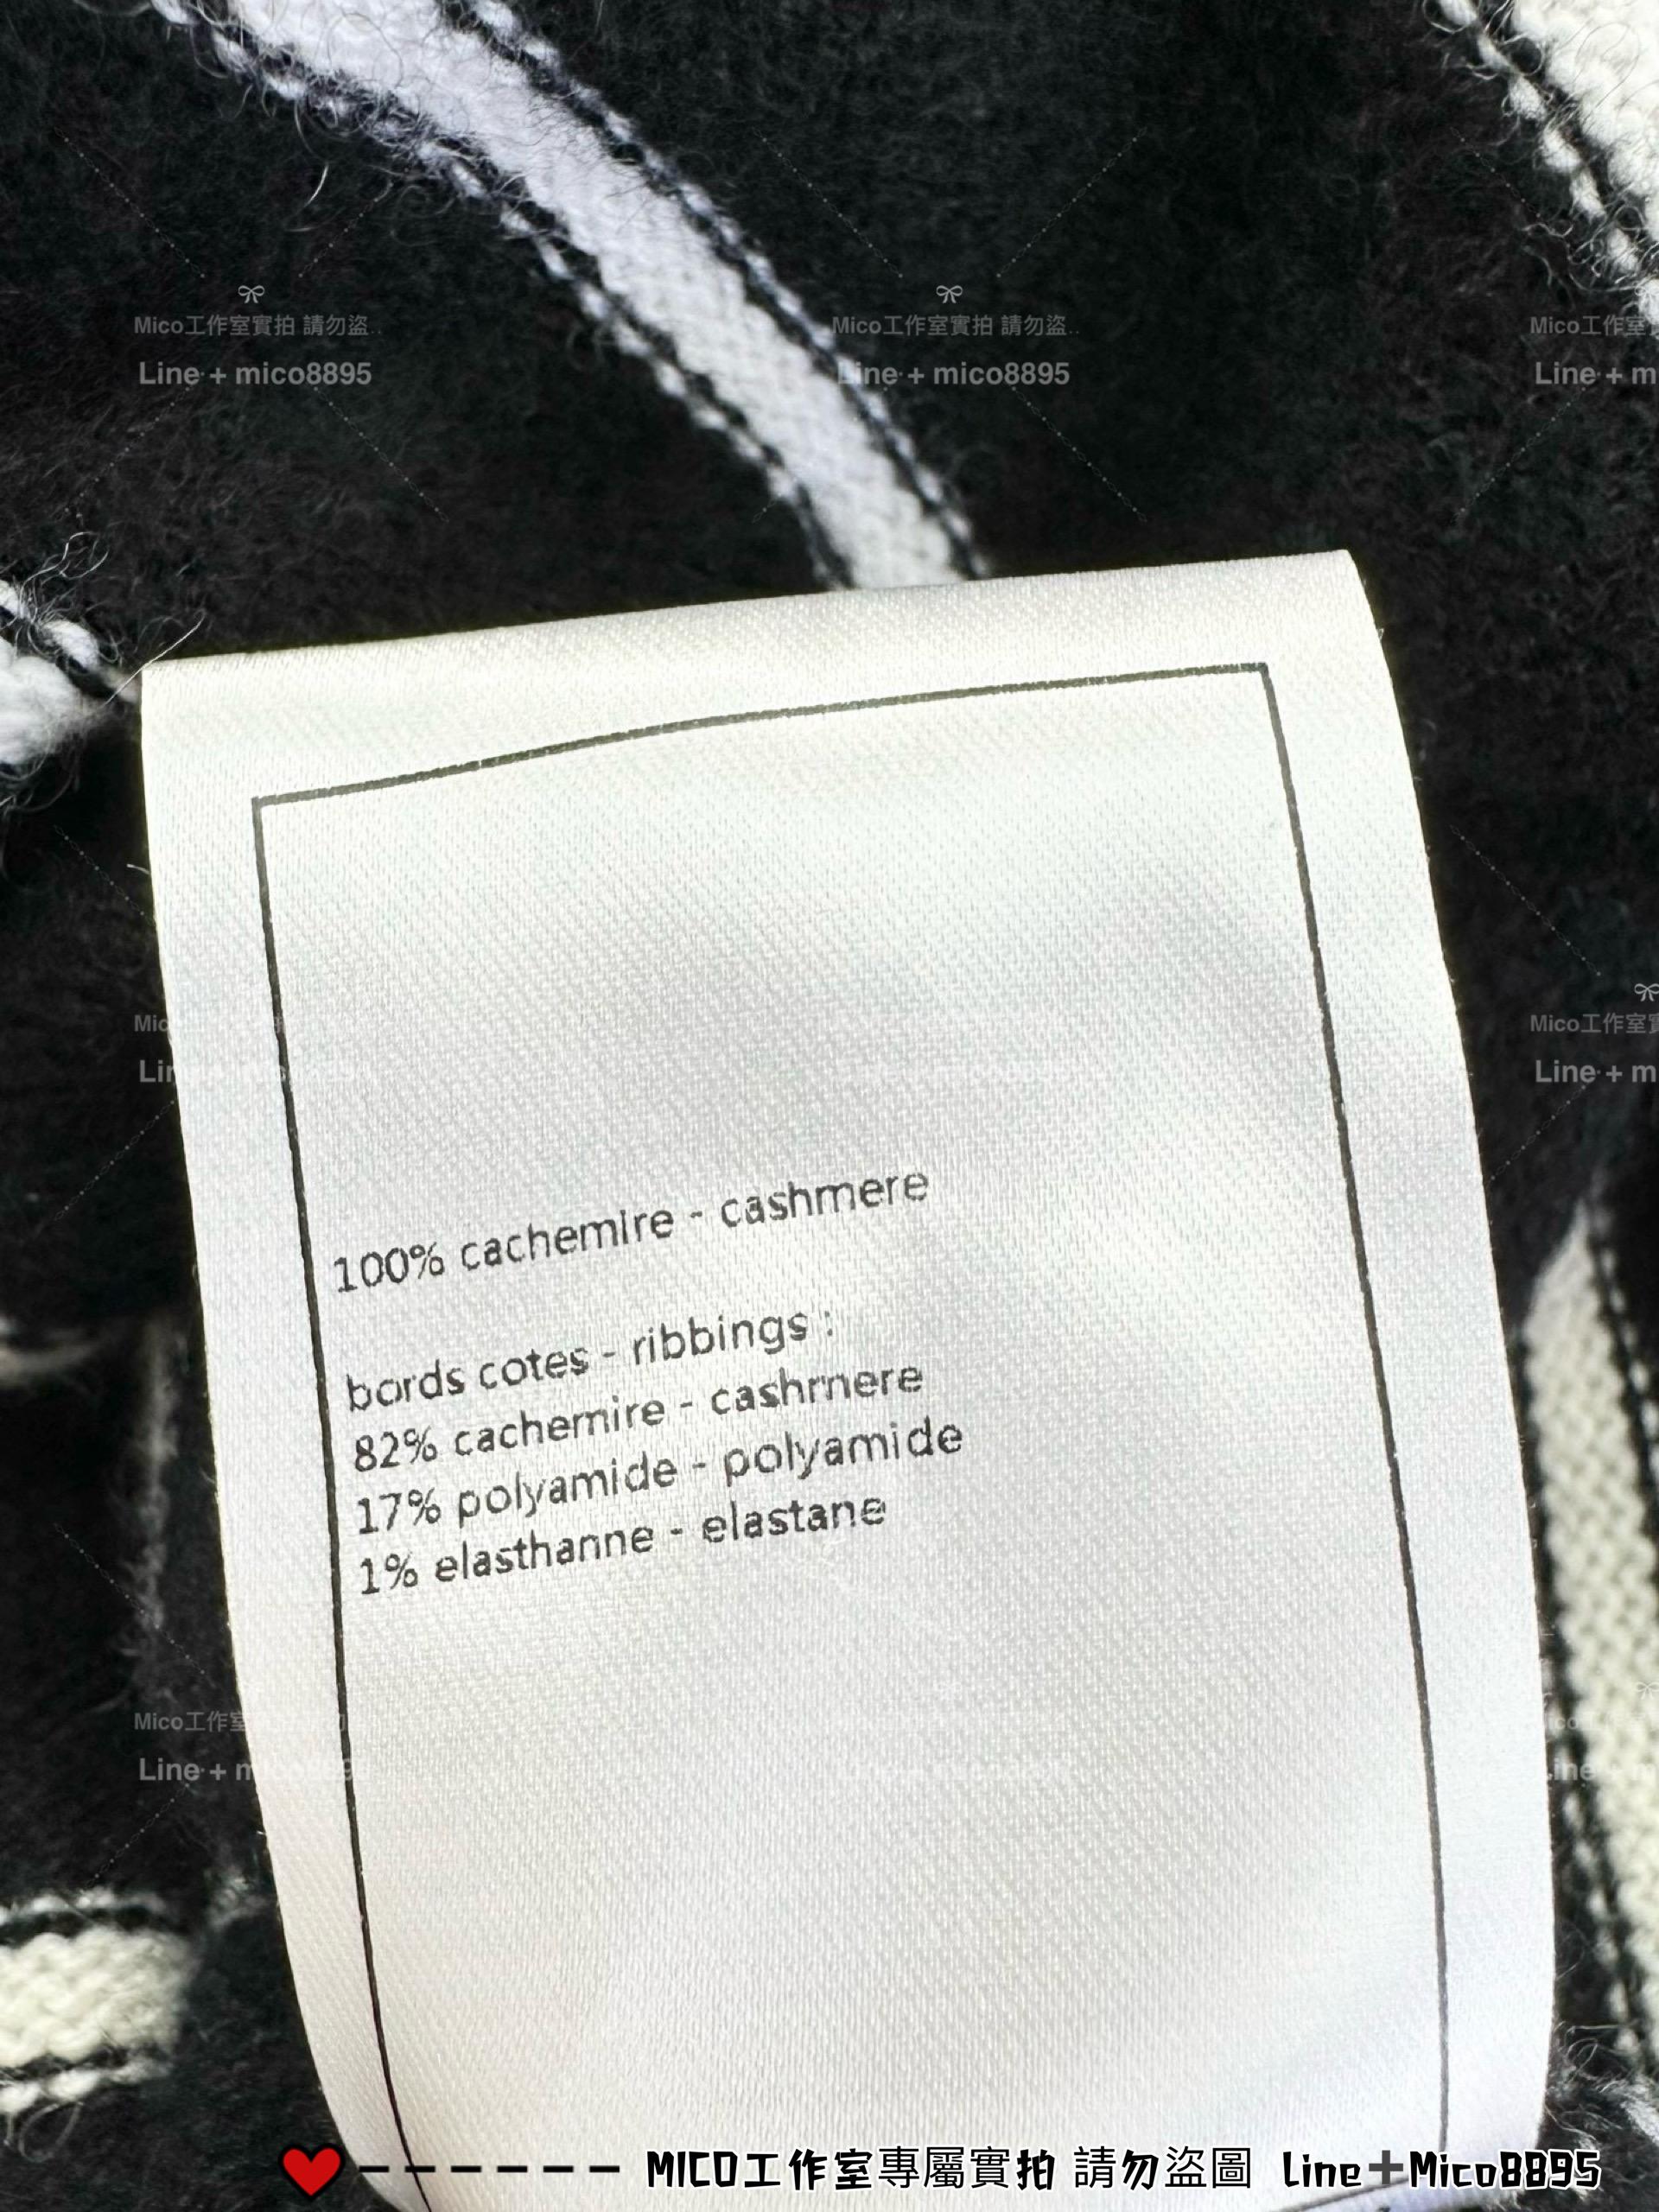 Mico工作室實拍 請勿盜..
Line + mico8895
Mico工作室實拍 請勿盜..
Line + mico8895
100% cachemire - cashmere
bords cotes - ribbings :
82% cachemire - cashmere
17% polyamide - polyamide
1% elasthanne - elastane
MICO工作室專屬實拍 請勿盜圖 Line+Mico8895